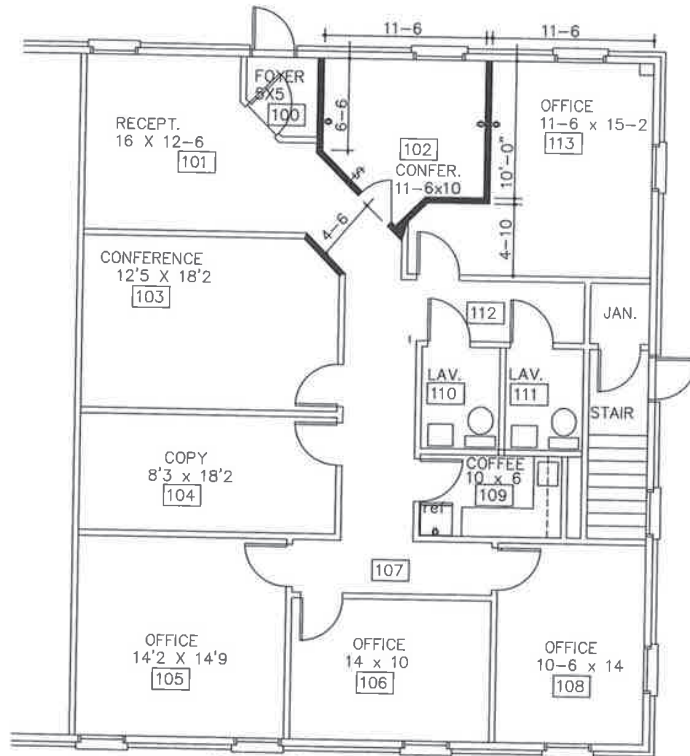 11-6
11-6
FOYER
5X5
100
6-6
RECEPT.
16 X 12-6
101
102
CONFER.
11-6x10
OFFICE
11-6 x 15-2
113
10'-0"
4-10
4-6
CONFERENCE
12'5 X 18'2
103
112
JAN.
LAV.
110
LAV.
111
STAIR
COPY
8'3 x 18'2
104
COFFEE
10 x 6
109
ref
107
OFFICE
14'2 X 14'9
105
OFFICE
14 x 10
106
OFFICE
10-6 x 14
108